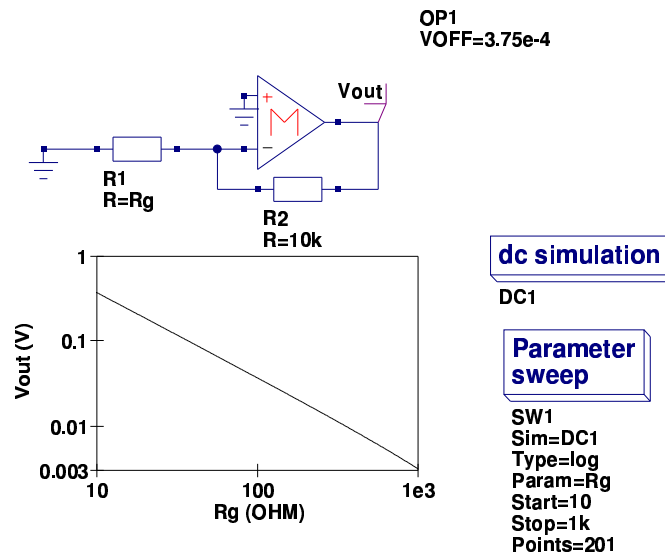 OP1
VOFF=3.75e-4
Vout
+
M
−
R1
R=Rg
R2
R=10k
dc simulation
DC1
1
0.1
0.01
0.003
10
100
1e3
Vout (V)
Rg (OHM)
Parameter
sweep
SW1
Sim=DC1
Type=log
Param=Rg
Start=10
Stop=1k
Points=201